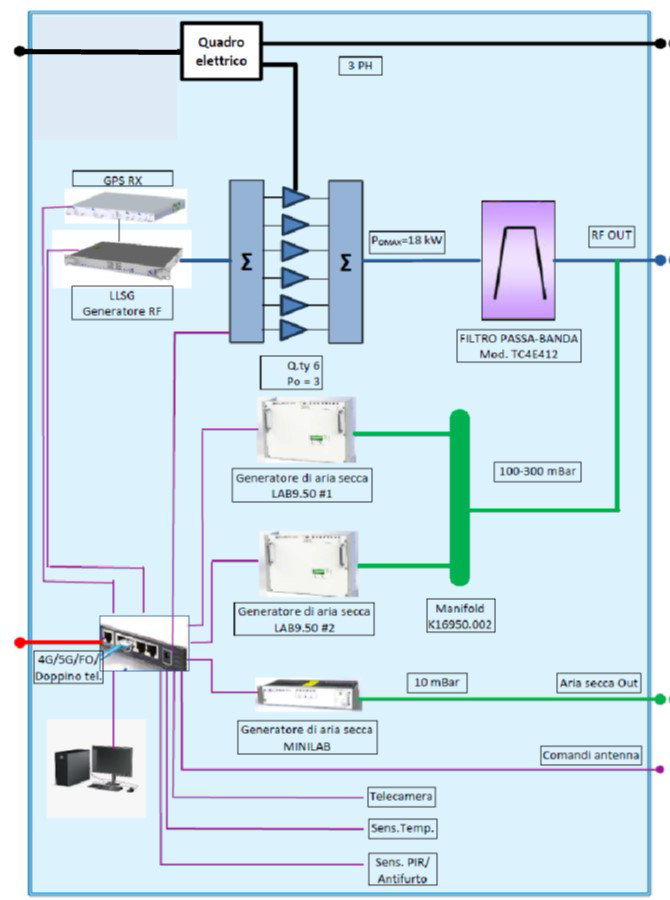 Quadro
elettrico
3 PH
GPS RX
Σ
Σ
POMAX=18 kW
RF OUT
LLSG
Generatore RF
FILTRO PASSA-BANDA
Mod. TC4E412
Q.ty 6
Po = 3
Generatore di aria secca
LAB9.50 #1
100-300 mBar
Generatore di aria secca
LAB9.50 #2
Manifold
K16950.002
4G/5G/FO/
Doppino tel.
10 mBar
Aria secca Out
Generatore di aria secca
MINILAB
Comandi antenna
Telecamera
Sens.Temp.
Sens. PIR/
Antifurto